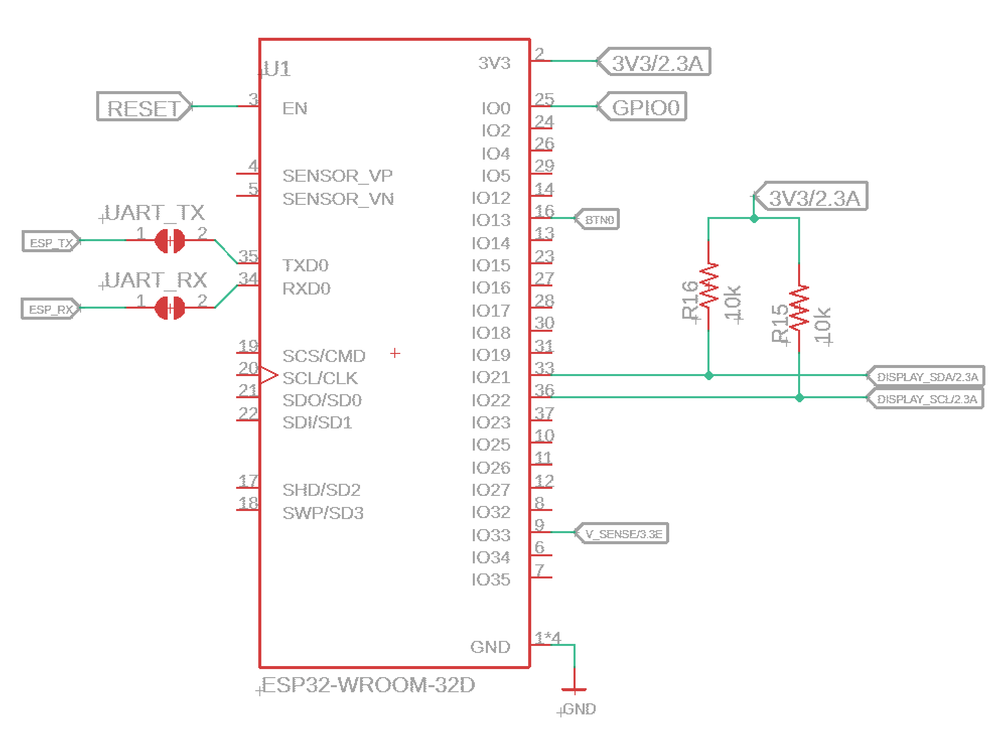 U1
3V3
2
3V3/2.3A
RESET
3
EN
IO0
25
GPIO0
IO2
24
IO4
26
4
SENSOR_VP
IO5
29
5
SENSOR_VN
IO12
14
3V3/2.3A
UART_TX
IO13
16
BTN0
ESP_TX
1
2
IO14
13
35
TXD0
IO15
23
UART_RX
34
RXD0
IO16
27
ESP_RX
1
2
IO17
28
R16
10k
IO18
30
R15
10k
19
SCS/CMD
IO19
31
20
SCL/CLK
IO21
33
DISPLAY_SDA/2.3A
21
SDO/SD0
IO22
36
DISPLAY_SCL/2.3A
22
SDI/SD1
IO23
37
IO25
10
IO26
11
17
SHD/SD2
IO27
12
18
SWP/SD3
IO32
8
IO33
9
V_SENSE/3.3E
IO34
6
IO35
7
GND
1*4
ESP32-WROOM-32D
GND